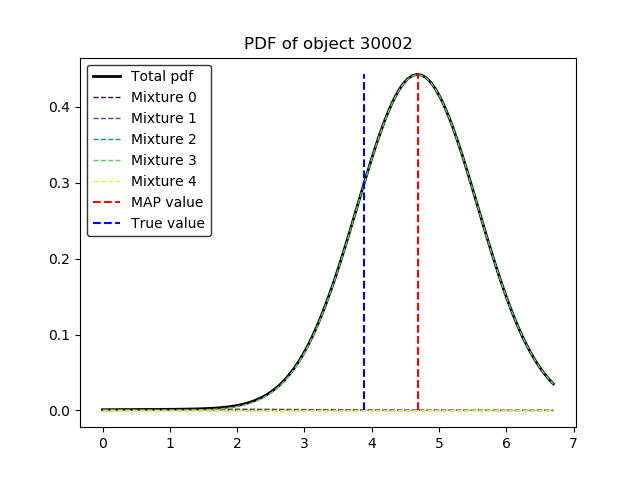 PDF of object 30002
Total pdf
Mixture 0
Mixture 1
Mixture 2
Mixture 3
Mixture 4
MAP value
True value
0.4
0.3
0.2
0.1
0.0
0 1 2 3 4 5 6 7